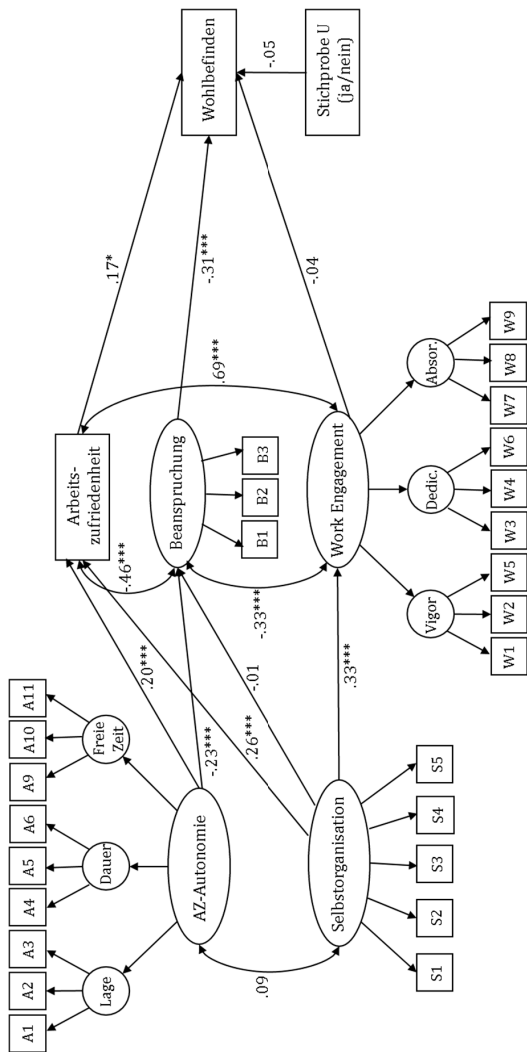 A1
A2
A3
A4
A5
A6
A9
A10
A11
Lage
Dauer
Freie
Zeit
AZ-Autonomie
.09
Selbstorganisation
S1
S2
S3
S4
S5
.20***
-.23***
.26***
-.01
.33***
Arbeits-
zufriedenheit
-.46***
Beanspruchung
B1
B2
B3
-.33***
.69***
Work Engagement
Vigor
Dedic.
Absor.
W1
W2
W5
W3
W4
W6
W7
W8
W9
.17*
-.31***
-.04
Wohlbefinden
-.05
Stichprobe U
(ja/nein)